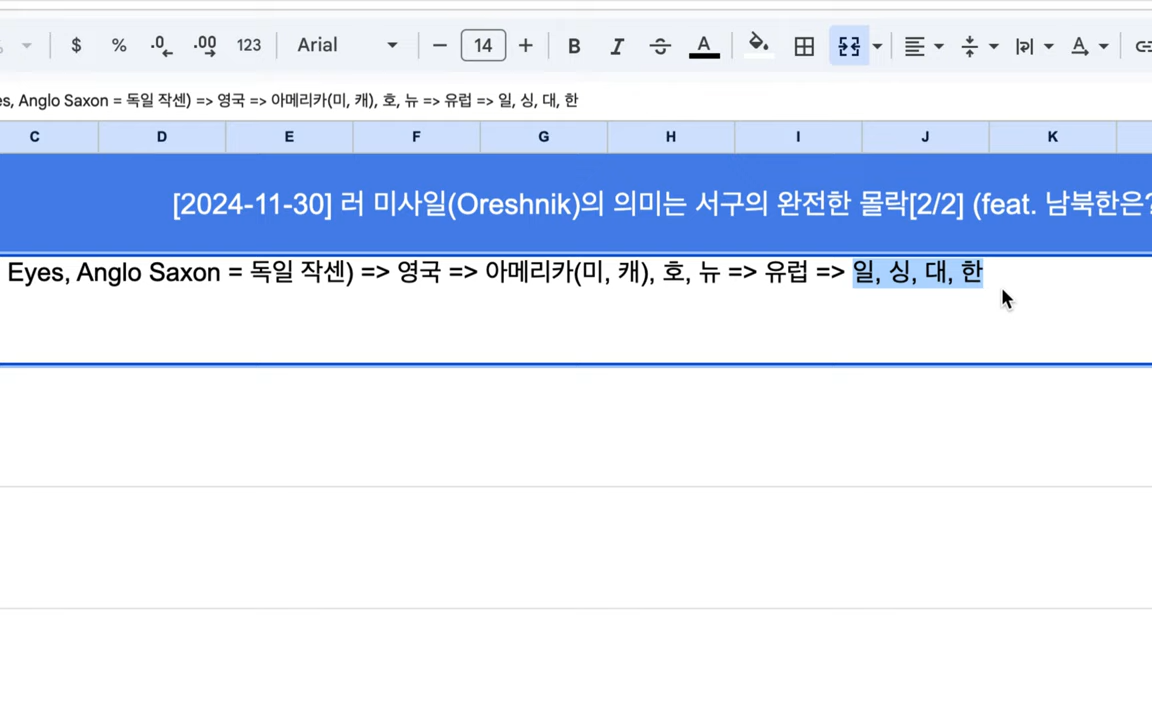 $ % .0 .00 123 Arial 14 B I A A
es, Anglo Saxon = 독일 작센) => 영국 => 아메리카(미, 캐), 호, 뉴 => 유럽 => 일, 싱, 대, 한
C D E F G H I J K
[2024-11-30] 러 미사일(Oreshnik)의 의미는 서구의 완전한 몰락[2/2] (feat. 남북한은?
Eyes, Anglo Saxon = 독일 작센) => 영국 => 아메리카(미, 캐), 호, 뉴 => 유럽 => 일, 싱, 대, 한